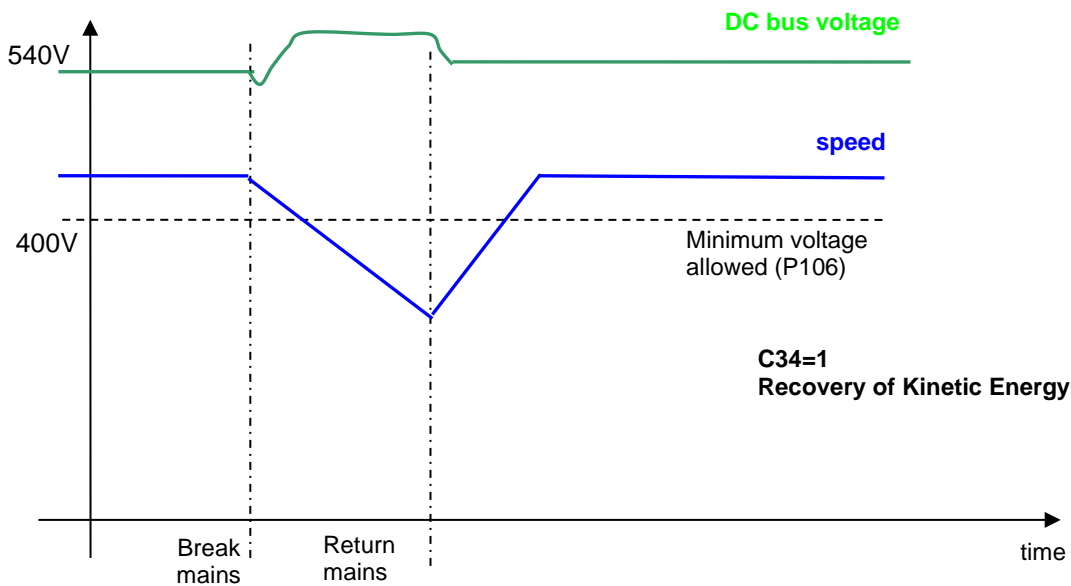 DC bus voltage
540V
speed
400V
Minimum voltage
allowed (P106)
C34=1
Recovery of Kinetic Energy
Break
mains
Return
mains
time